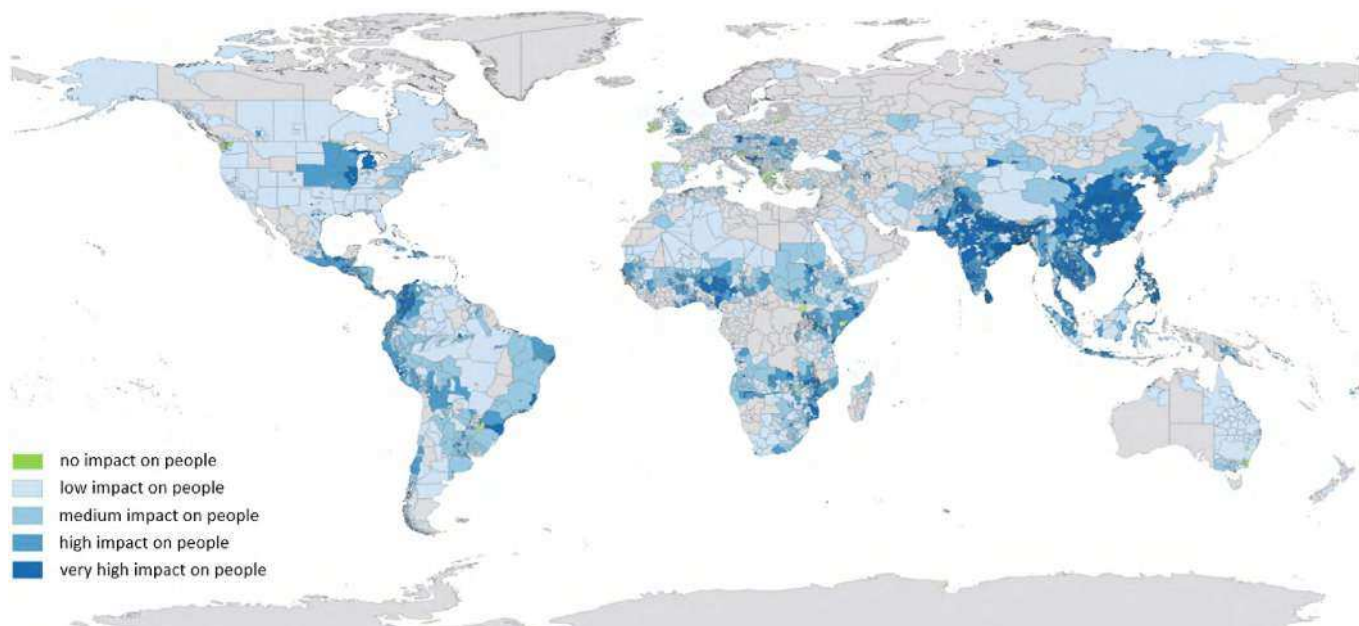 no impact on people
low impact on people
medium impact on people
high impact on people
very high impact on people